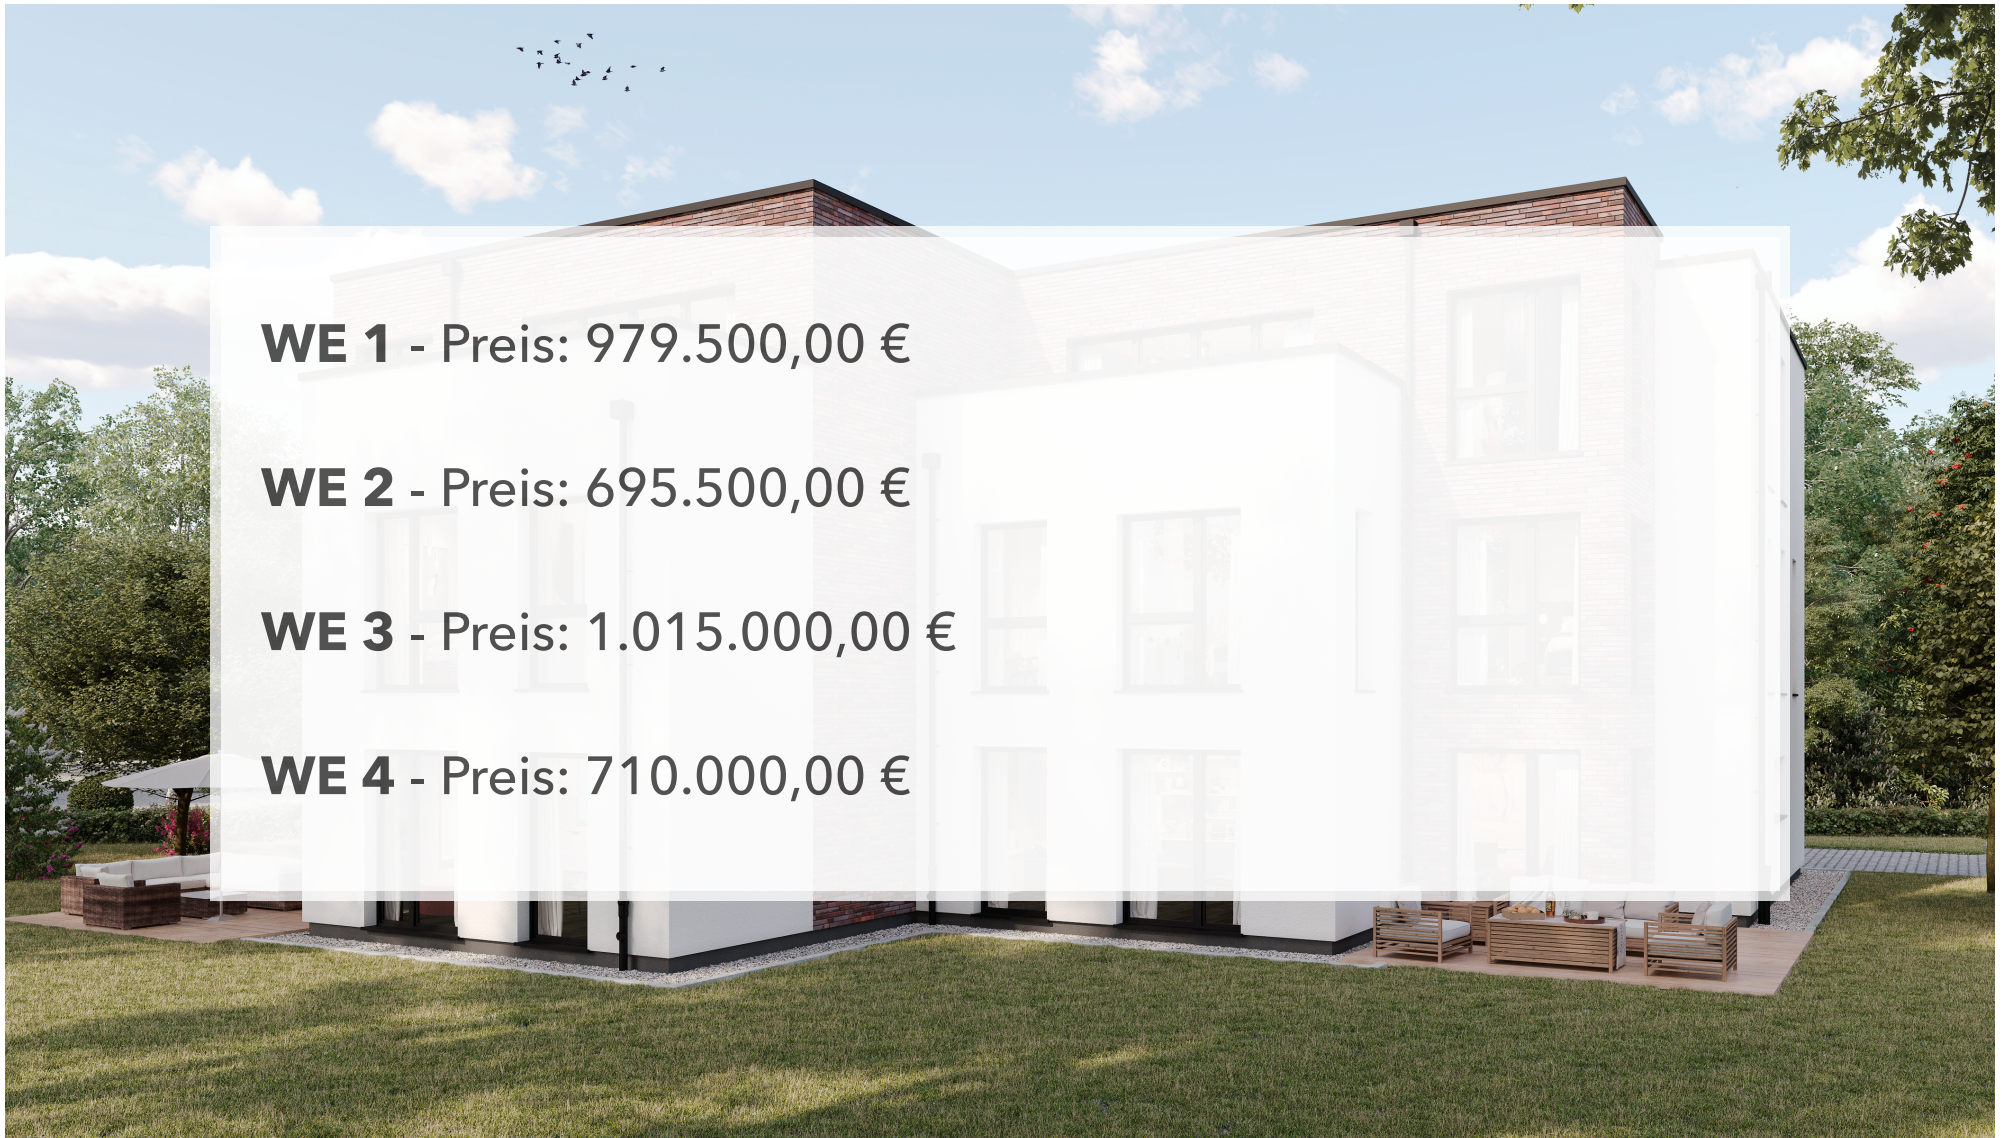 WE 1 - Preis: 979.500,00 €
WE 2 - Preis: 695.500,00 €
WE 3 - Preis: 1.015.000,00 €
WE 4 - Preis: 710.000,00 €